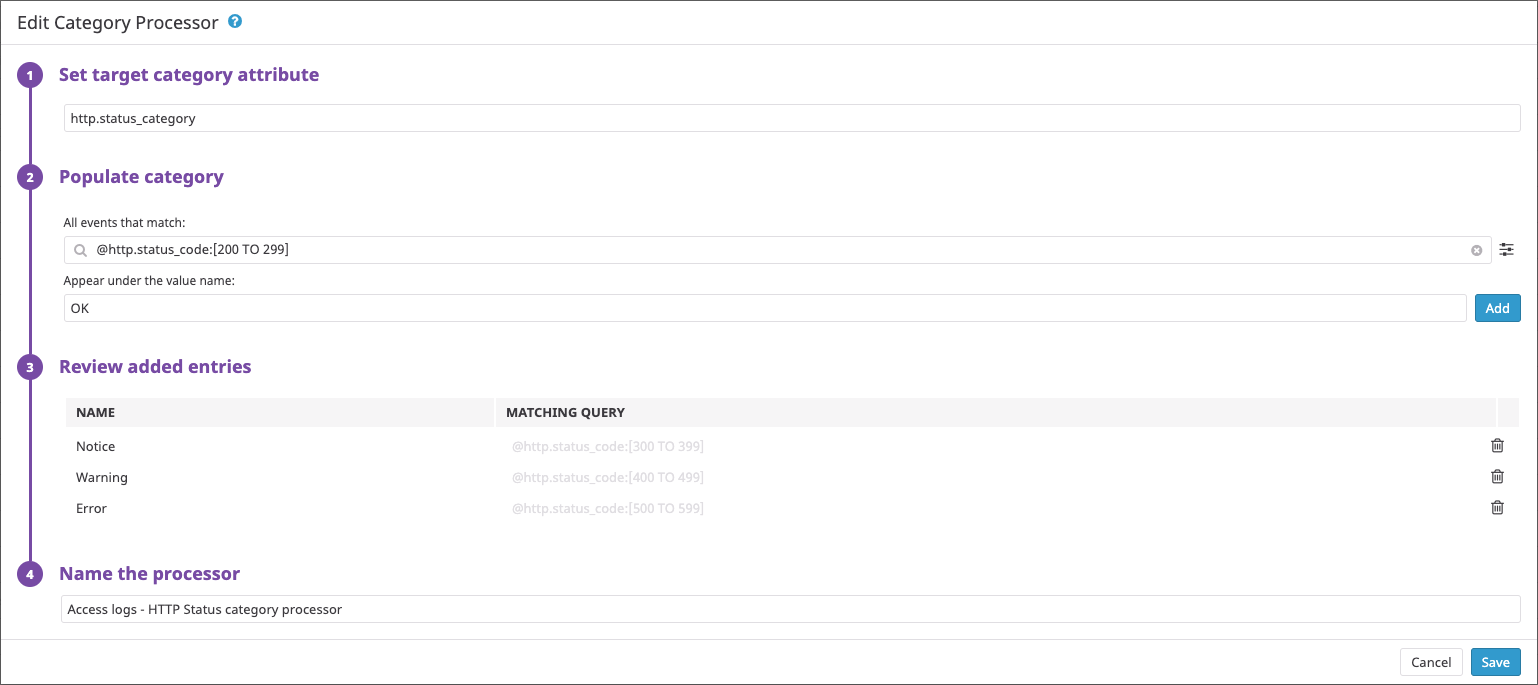 Edit Category Processor ?
1 Set target category attribute
http.status_category
2 Populate category
All events that match:
@http.status_code:[200 TO 299]
Appear under the value name:
OK Add
3 Review added entries
NAME MATCHING QUERY
Notice @http.status_code:[300 TO 399]
Warning @http.status_code:[400 TO 499]
Error @http.status_code:[500 TO 599]
4 Name the processor
Access logs - HTTP Status category processor
Cancel Save